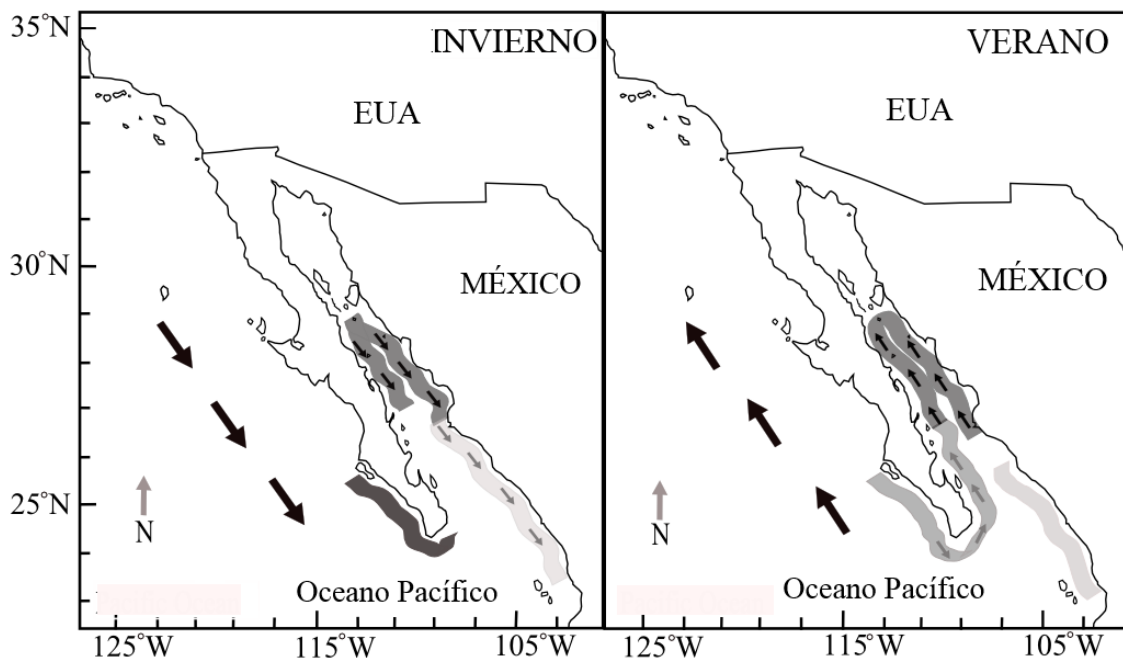 35°N
30°N
25°N
INVIERNO
EUA
MÉXICO
N
Oceano Pacífico
125°W
115°W
105°W
VERANO
EUA
MÉXICO
N
Oceano Pacífico
125°W
115°W
105°W